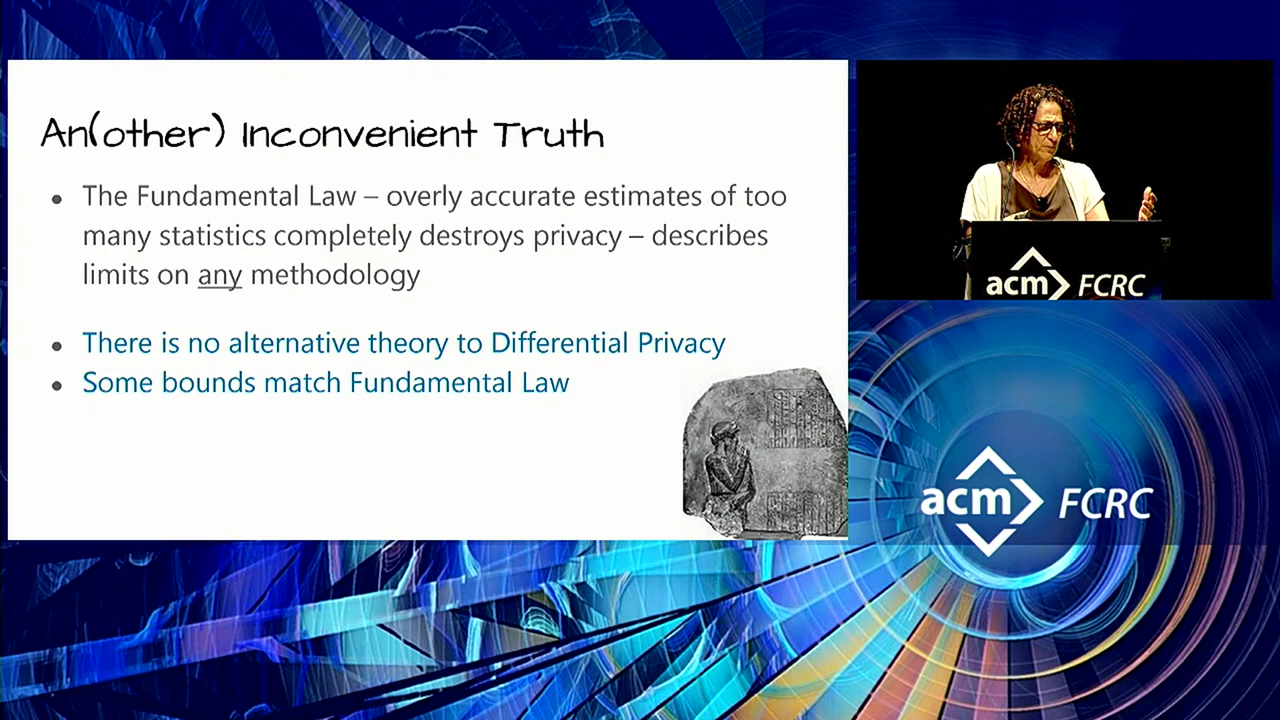 An(other) Inconvenient Truth
• The Fundamental Law – overly accurate estimates of too
many statistics completely destroys privacy – describes
limits on any methodology
• There is no alternative theory to Differential Privacy
• Some bounds match Fundamental Law
acm FCRC
acm FCRC